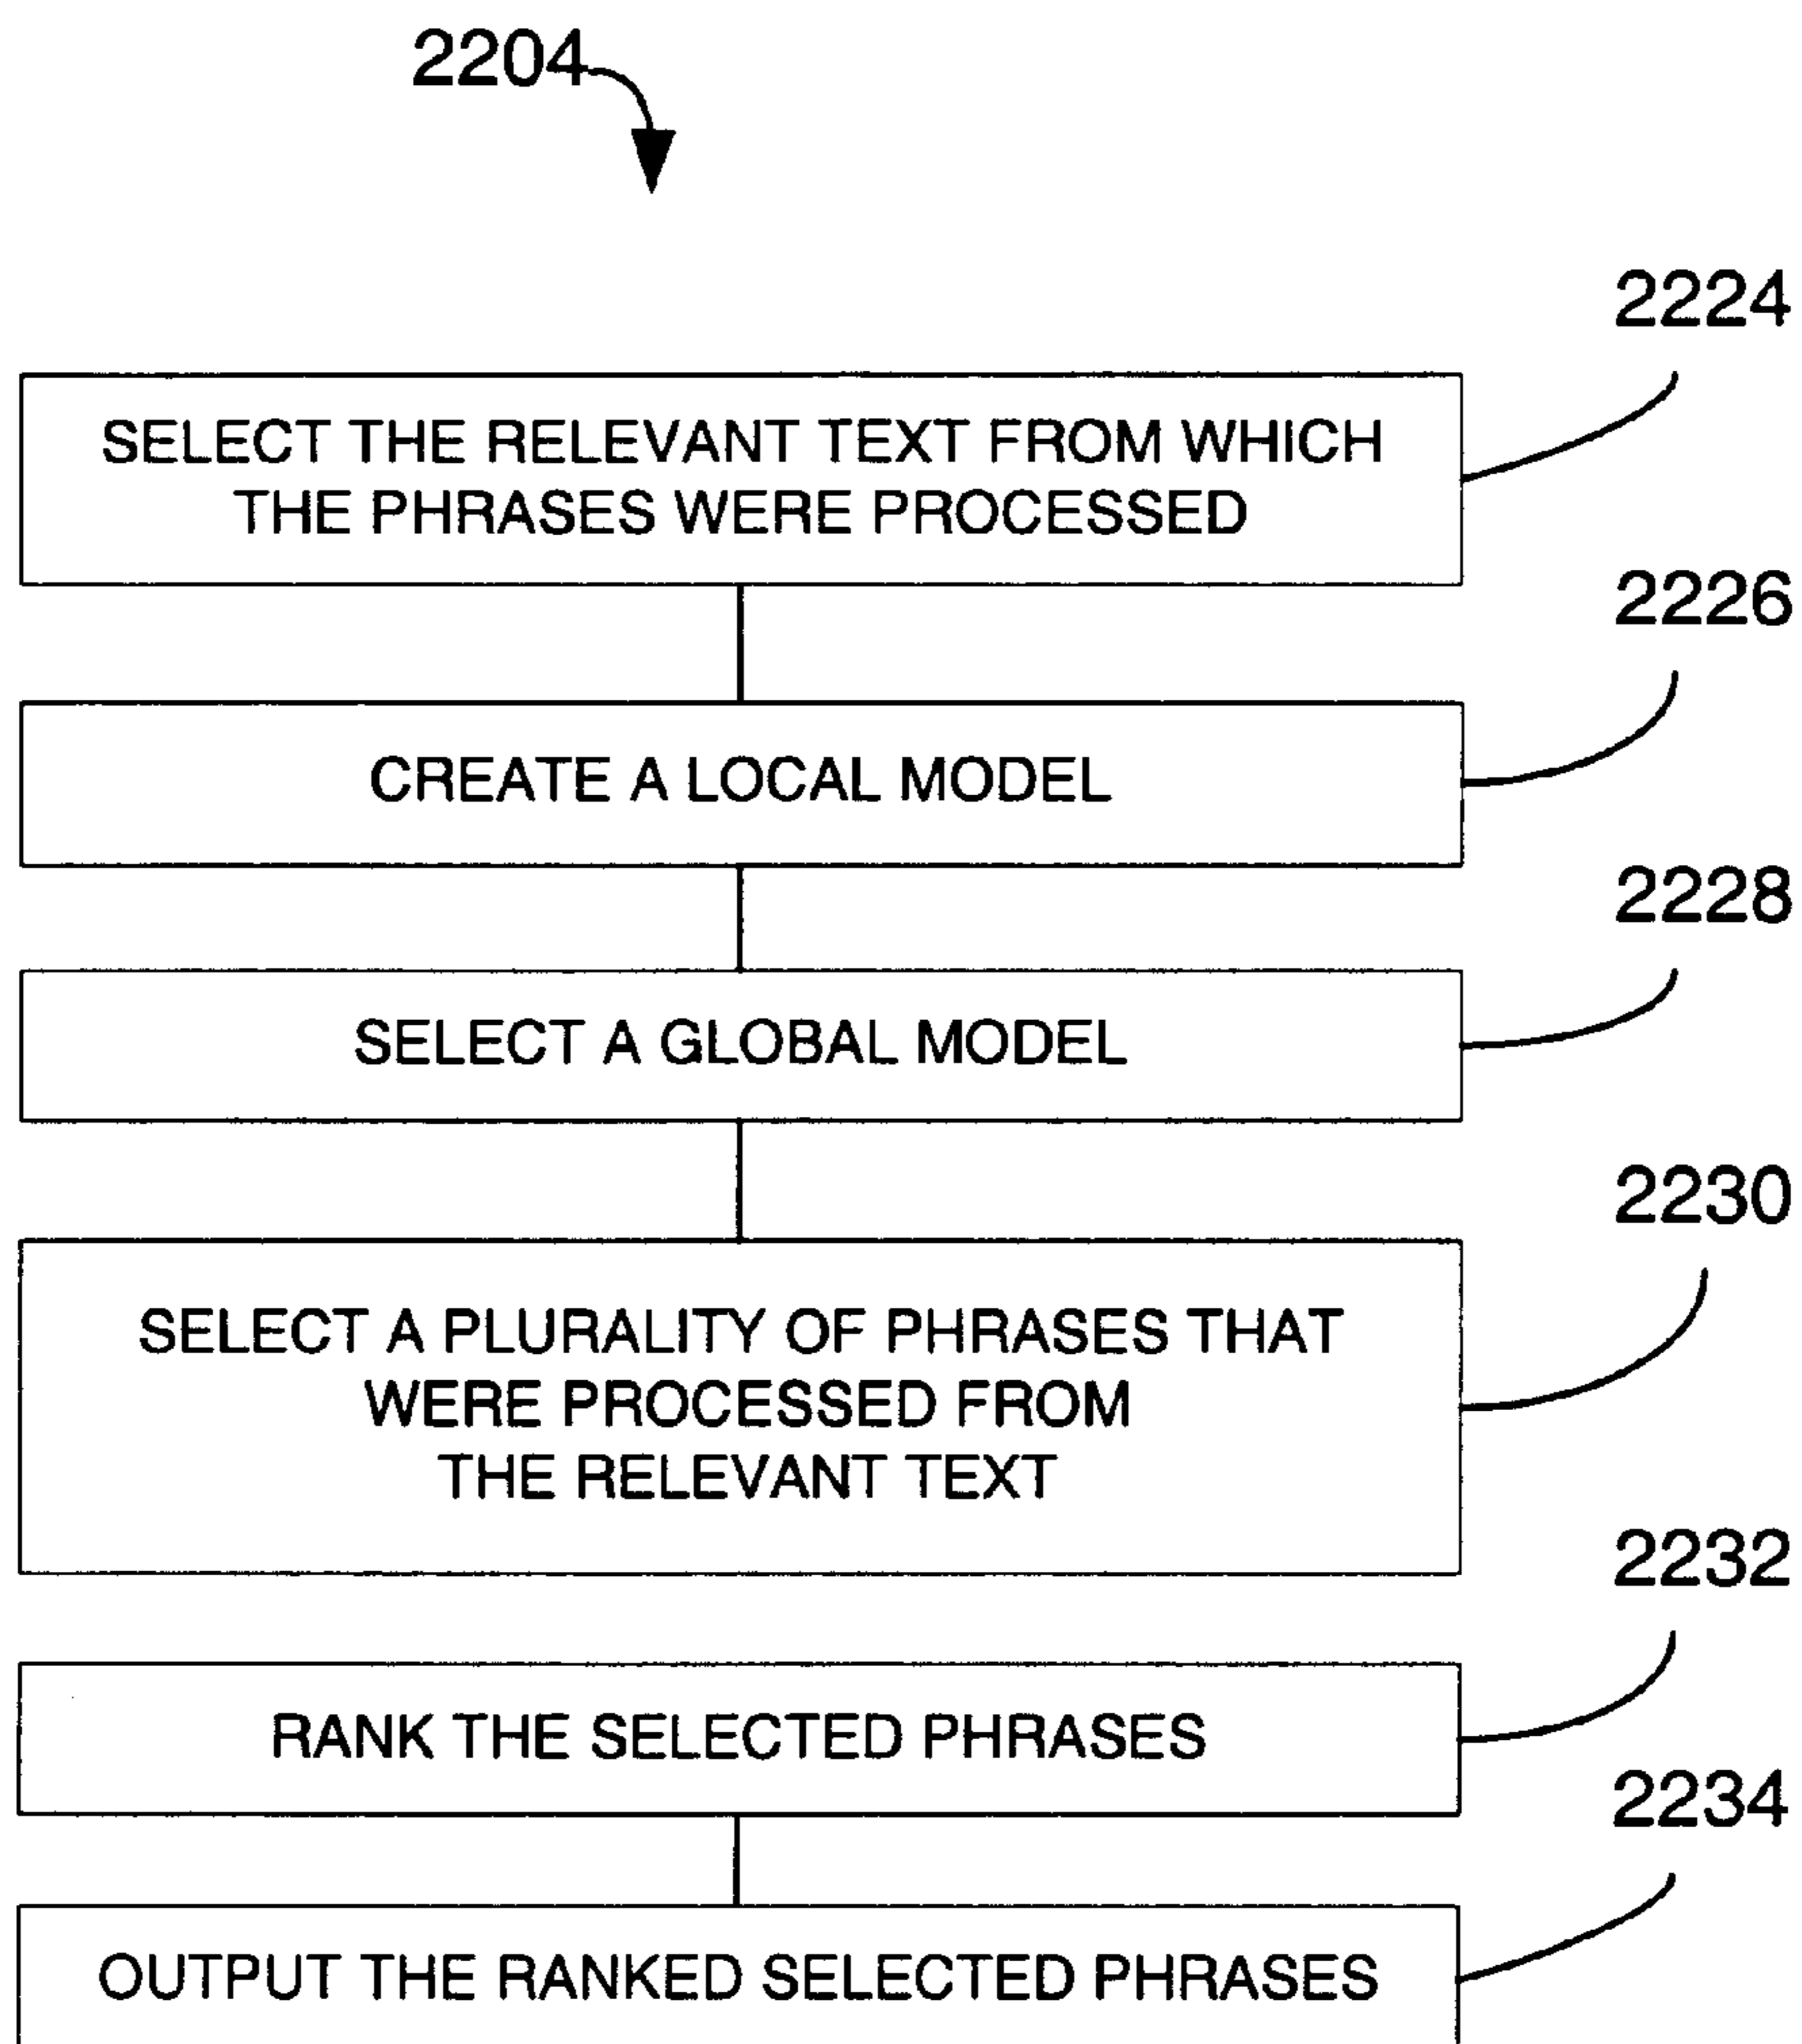 2204
2224
SELECT THE RELEVANT TEXT FROM WHICH
THE PHRASES WERE PROCESSED
2226
CREATE A LOCAL MODEL
2228
SELECT A GLOBAL MODEL
2230
SELECT A PLURALITY OF PHRASES THAT
WERE PROCESSED FROM
THE RELEVANT TEXT
2232
RANK THE SELECTED PHRASES
2234
OUTPUT THE RANKED SELECTED PHRASES